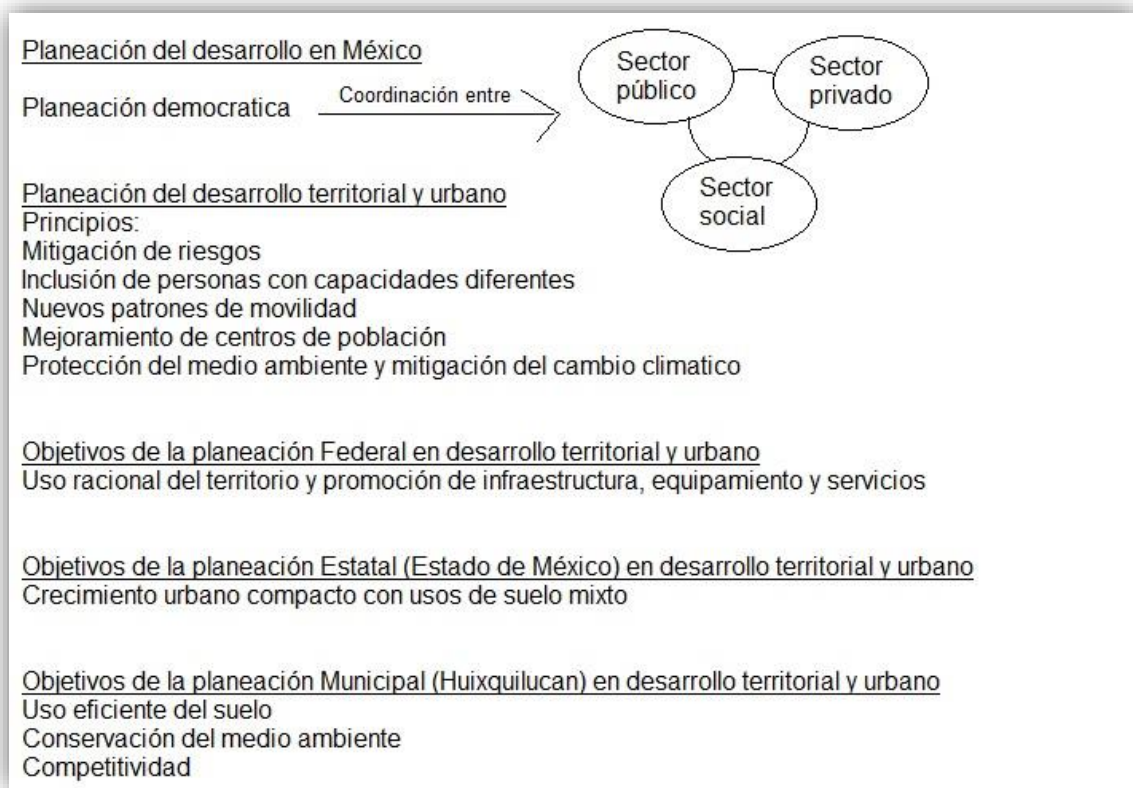 Planeación del desarrollo en México
Planeación democratica
Coordinación entre
Sector
público
Sector
privado
Sector
social
Planeación del desarrollo territorial y urbano
Principios:
Mitigación de riesgos
Inclusión de personas con capacidades diferentes
Nuevos patrones de movilidad
Mejoramiento de centros de población
Protección del medio ambiente y mitigación del cambio climatico
Objetivos de la planeación Federal en desarrollo territorial y urbano
Uso racional del territorio y promoción de infraestructura, equipamiento y servicios
Objetivos de la planeación Estatal (Estado de México) en desarrollo territorial y urbano
Crecimiento urbano compacto con usos de suelo mixto
Objetivos de la planeación Municipal (Huixquilucan) en desarrollo territorial y urbano
Uso eficiente del suelo
Conservación del medio ambiente
Competitividad